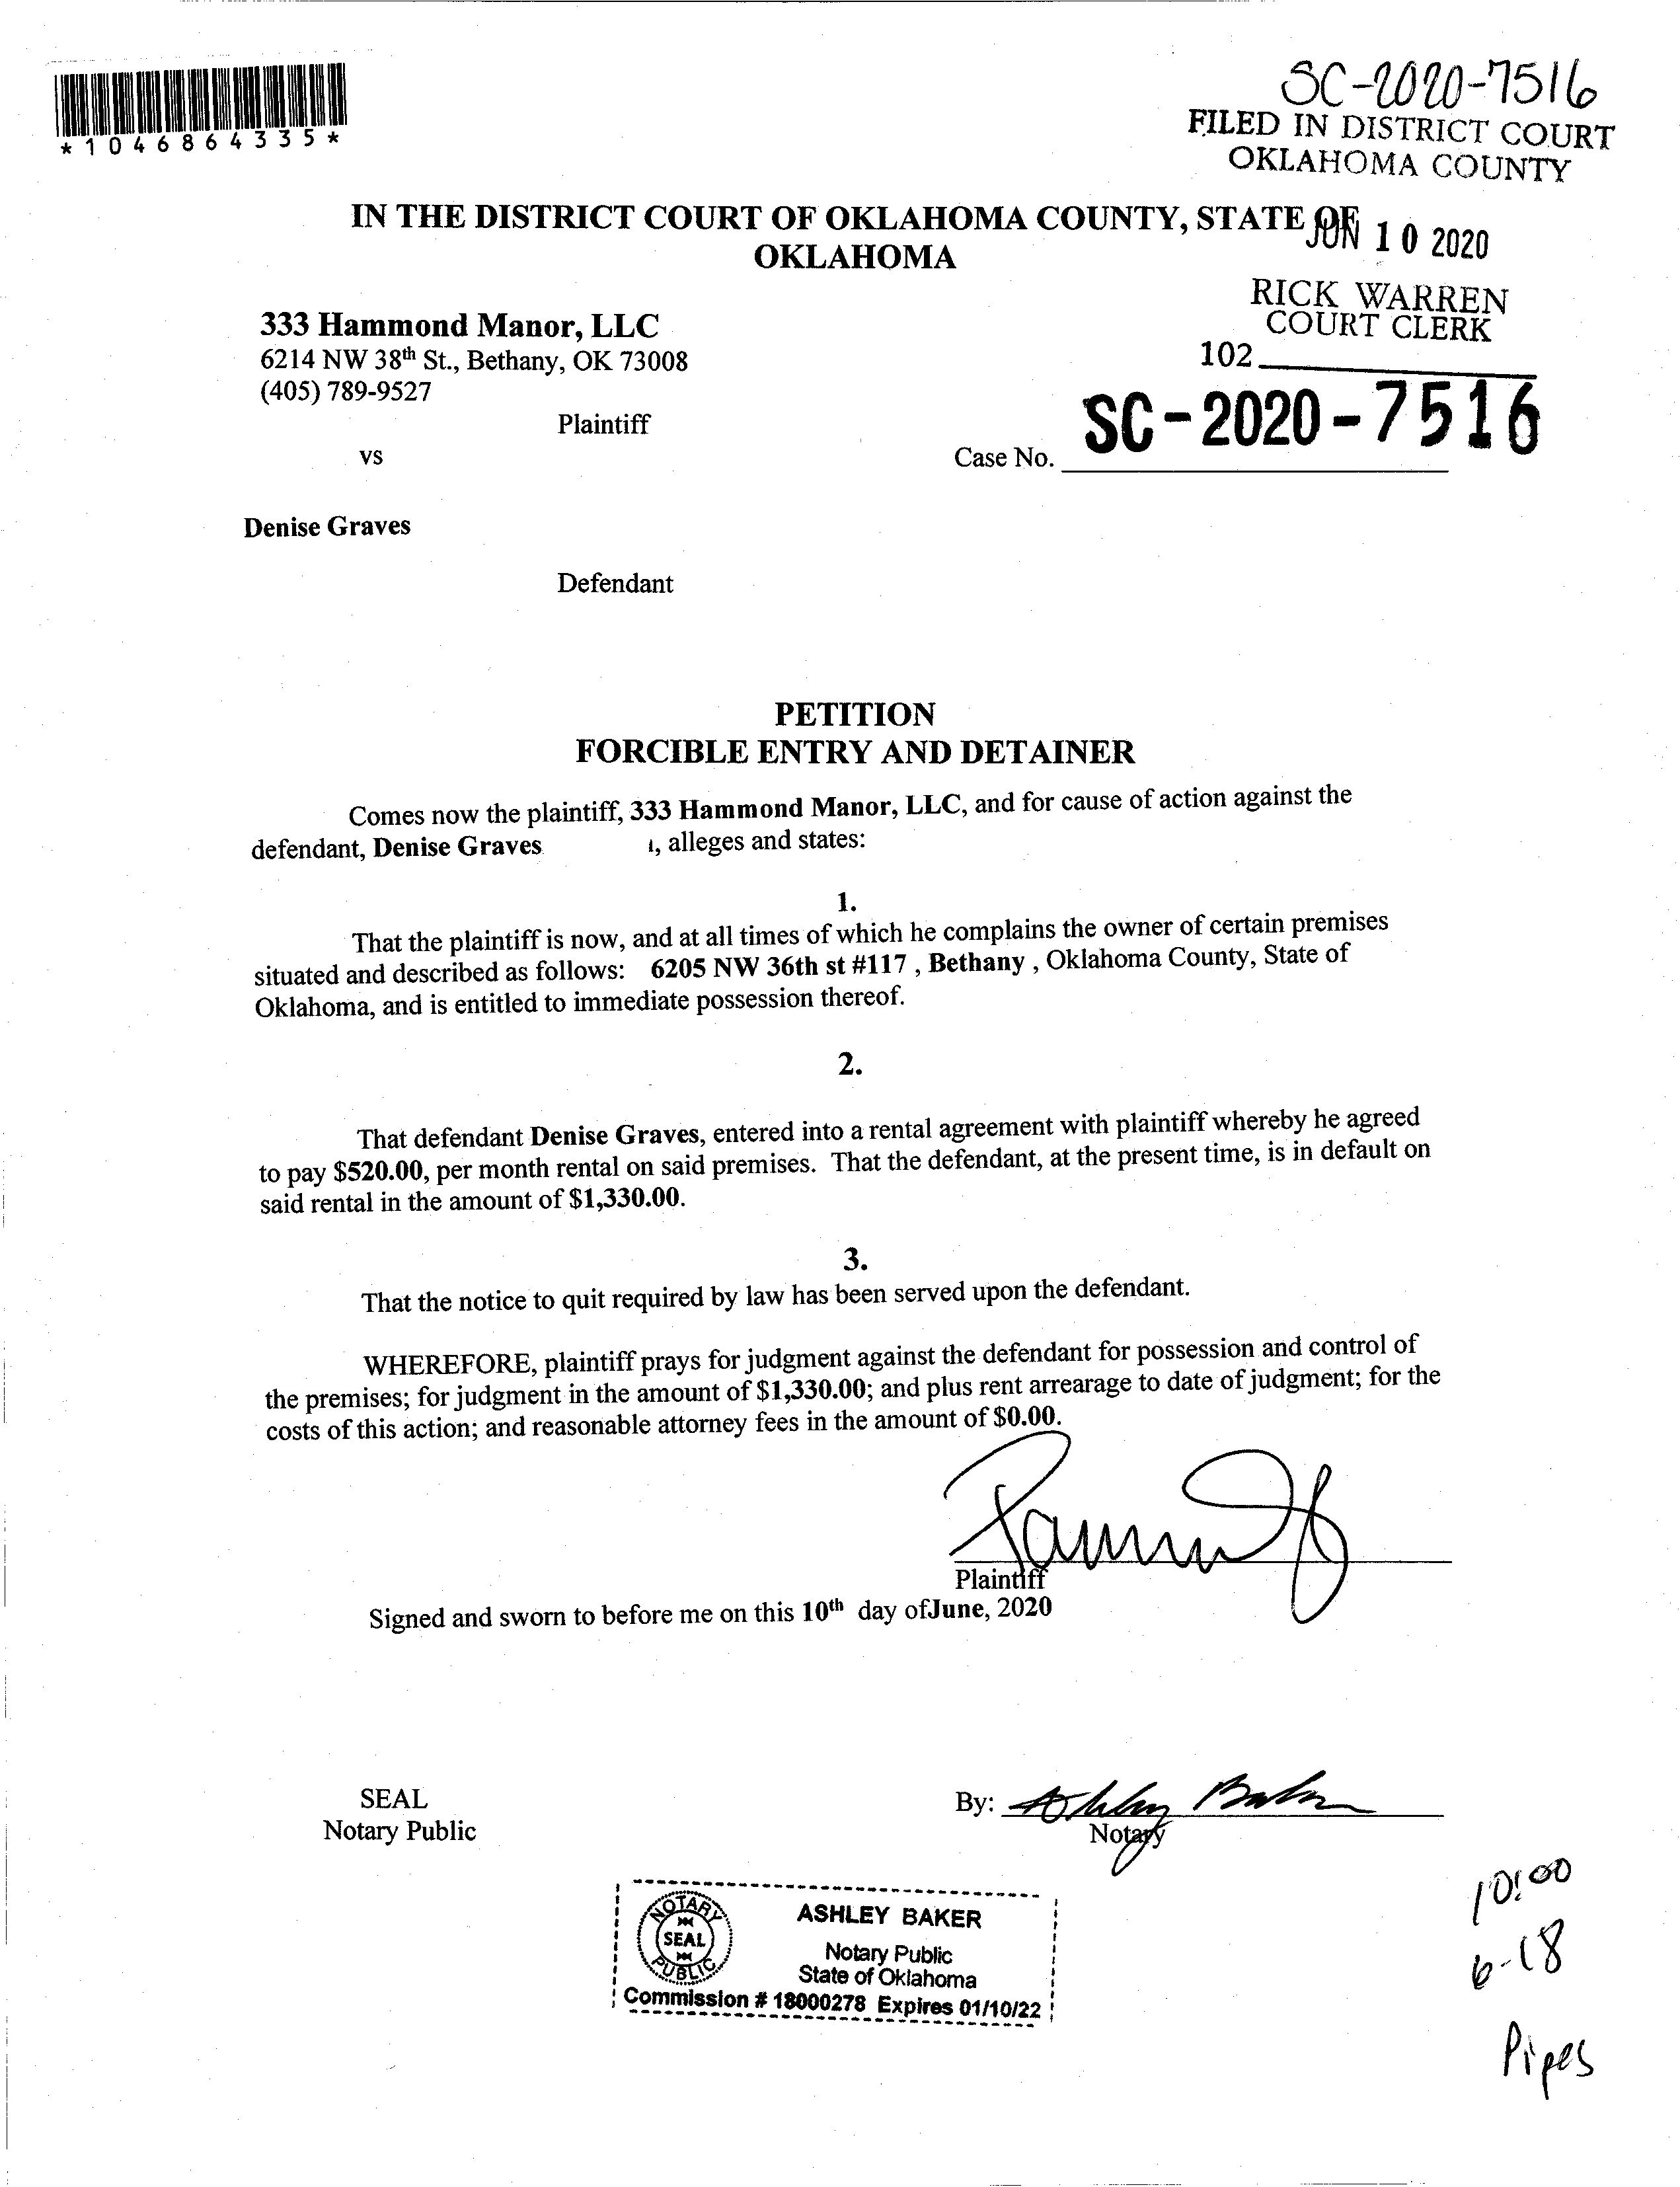 *1046864335*
SC-2020-7516
FILED IN DISTRICT COURT
OKLAHOMA COUNTY
IN THE DISTRICT COURT OF OKLAHOMA COUNTY, STATE OF
OKLAHOMA
JUN 10 2020
RICK WARREN
COURT CLERK
102
333 Hammond Manor, LLC
6214 NW 38th St., Bethany, OK 73008
(405) 789-9527
Plaintiff
vs
Case No. SC-2020-7516
Denise Graves
Defendant
PETITION
FORCIBLE ENTRY AND DETAINER
Comes now the plaintiff, 333 Hammond Manor, LLC, and for cause of action against the
defendant, Denise Graves , alleges and states:
1.
That the plaintiff is now, and at all times of which he complains the owner of certain premises
situated and described as follows: 6205 NW 36th st #117 , Bethany , Oklahoma County, State of
Oklahoma, and is entitled to immediate possession thereof.
2.
That defendant Denise Graves, entered into a rental agreement with plaintiff whereby he agreed
to pay $520.00, per month rental on said premises. That the defendant, at the present time, is in default on
said rental in the amount of $1,330.00.
3.
That the notice to quit required by law has been served upon the defendant.
WHEREFORE, plaintiff prays for judgment against the defendant for possession and control of
the premises; for judgment in the amount of $1,330.00; and plus rent arrearage to date of judgment; for the
costs of this action; and reasonable attorney fees in the amount of $0.00.
Plaintiff
Signed and sworn to before me on this 10th day ofJune, 2020
SEAL
Notary Public
By: Ashley Baker
Notary
NOTARY
SEAL
PUBLIC
ASHLEY BAKER
Notary Public
State of Oklahoma
Commission # 18000278 Expires 01/10/22
10:00
6-18
Pipes